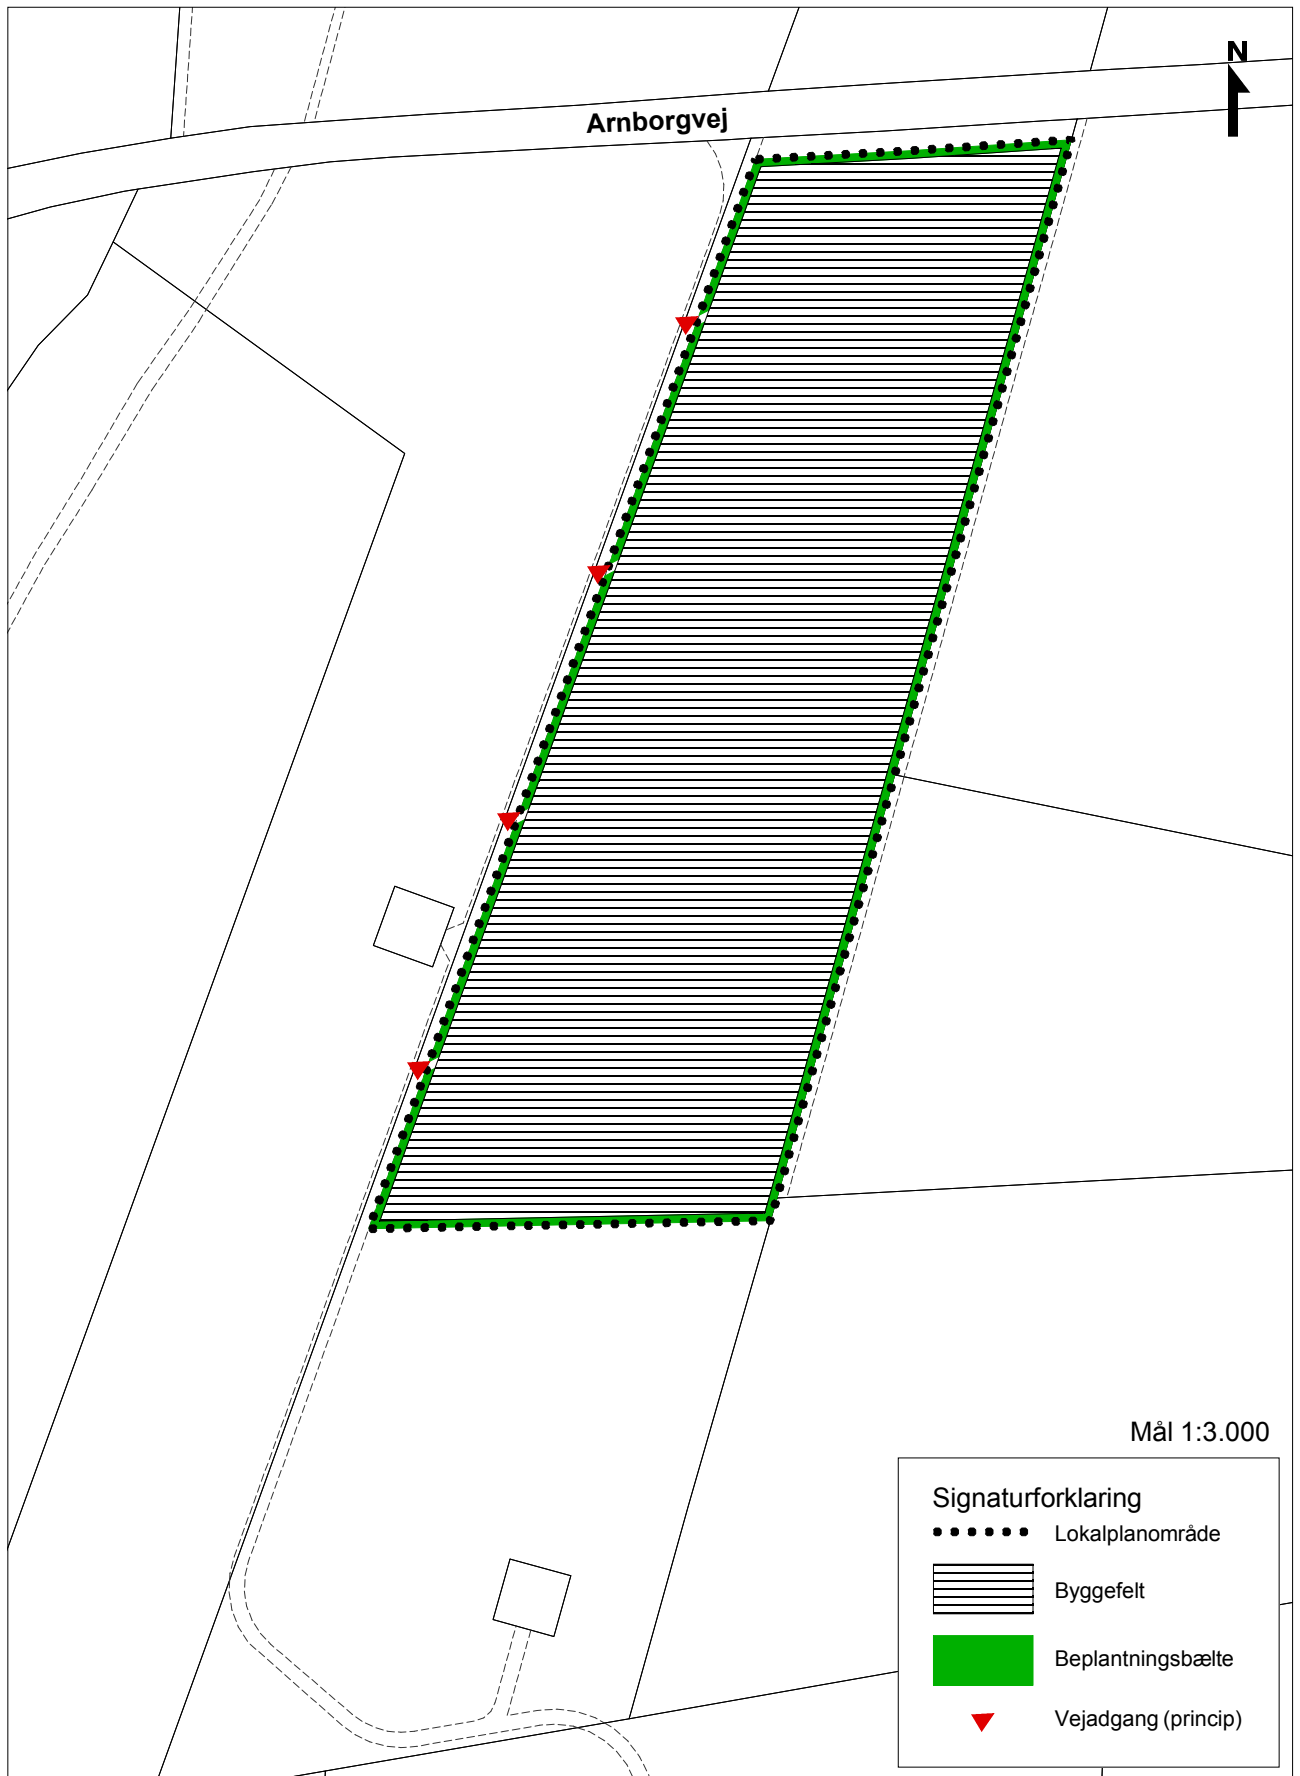 N
Arnborgvej
Mål 1:3.000
Signaturforklaring
Lokalplanområde
Byggefelt
Beplantningsbælte
Vejadgang (princip)